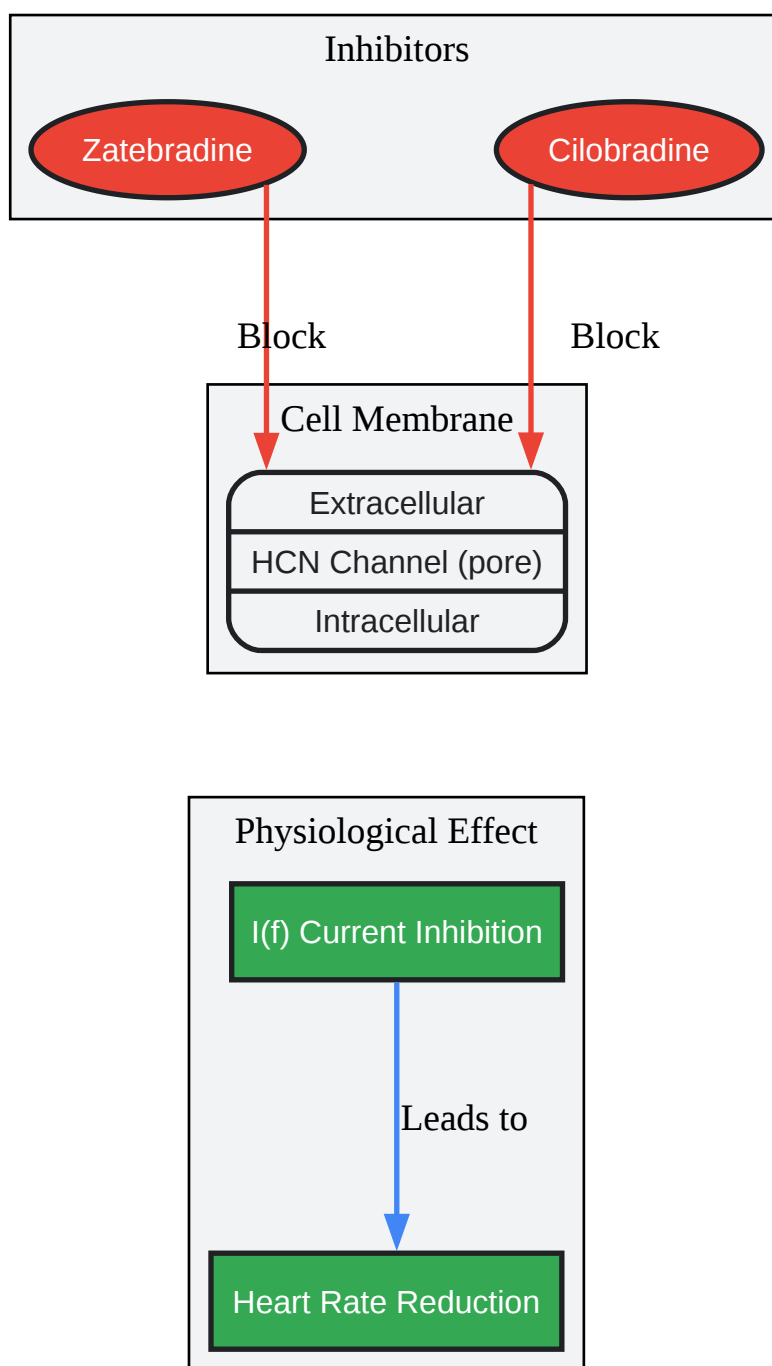 Inhibitors
Zatebradine
Cilobradine
Block
Block
Cell Membrane
Extracellular
HCN Channel (pore)
Intracellular
Physiological Effect
I(f) Current Inhibition
Leads to
Heart Rate Reduction